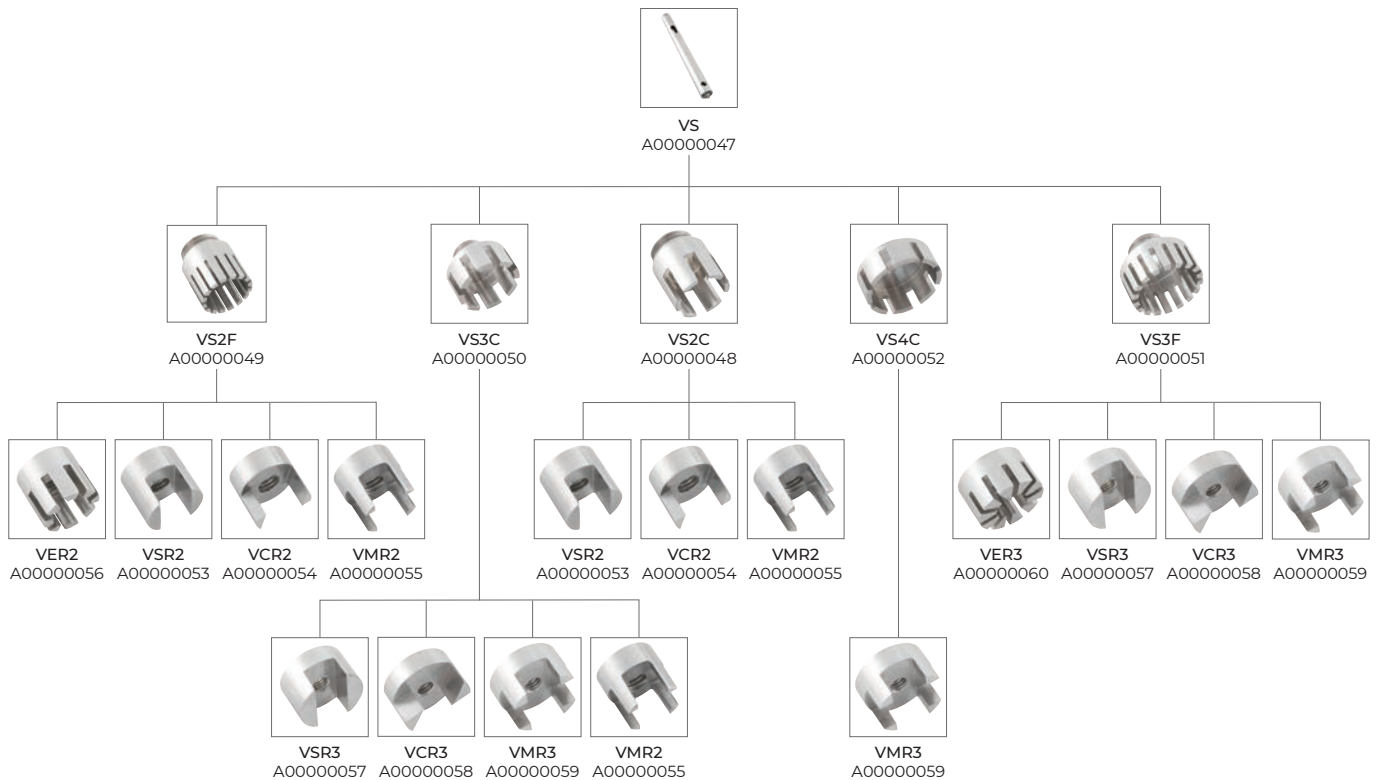 VS
A00000047
VS2F
A00000049
VS3C
A00000050
VS2C
A00000048
VS4C
A00000052
VS3F
A00000051
VER2
A00000056
VSR2
A00000053
VCR2
A00000054
VMR2
A00000055
VSR2
A00000053
VCR2
A00000054
VMR2
A00000055
VER3
A00000060
VSR3
A00000057
VCR3
A00000058
VMR3
A00000059
VSR3
A00000057
VCR3
A00000058
VMR3
A00000059
VMR2
A00000055
VMR3
A00000059